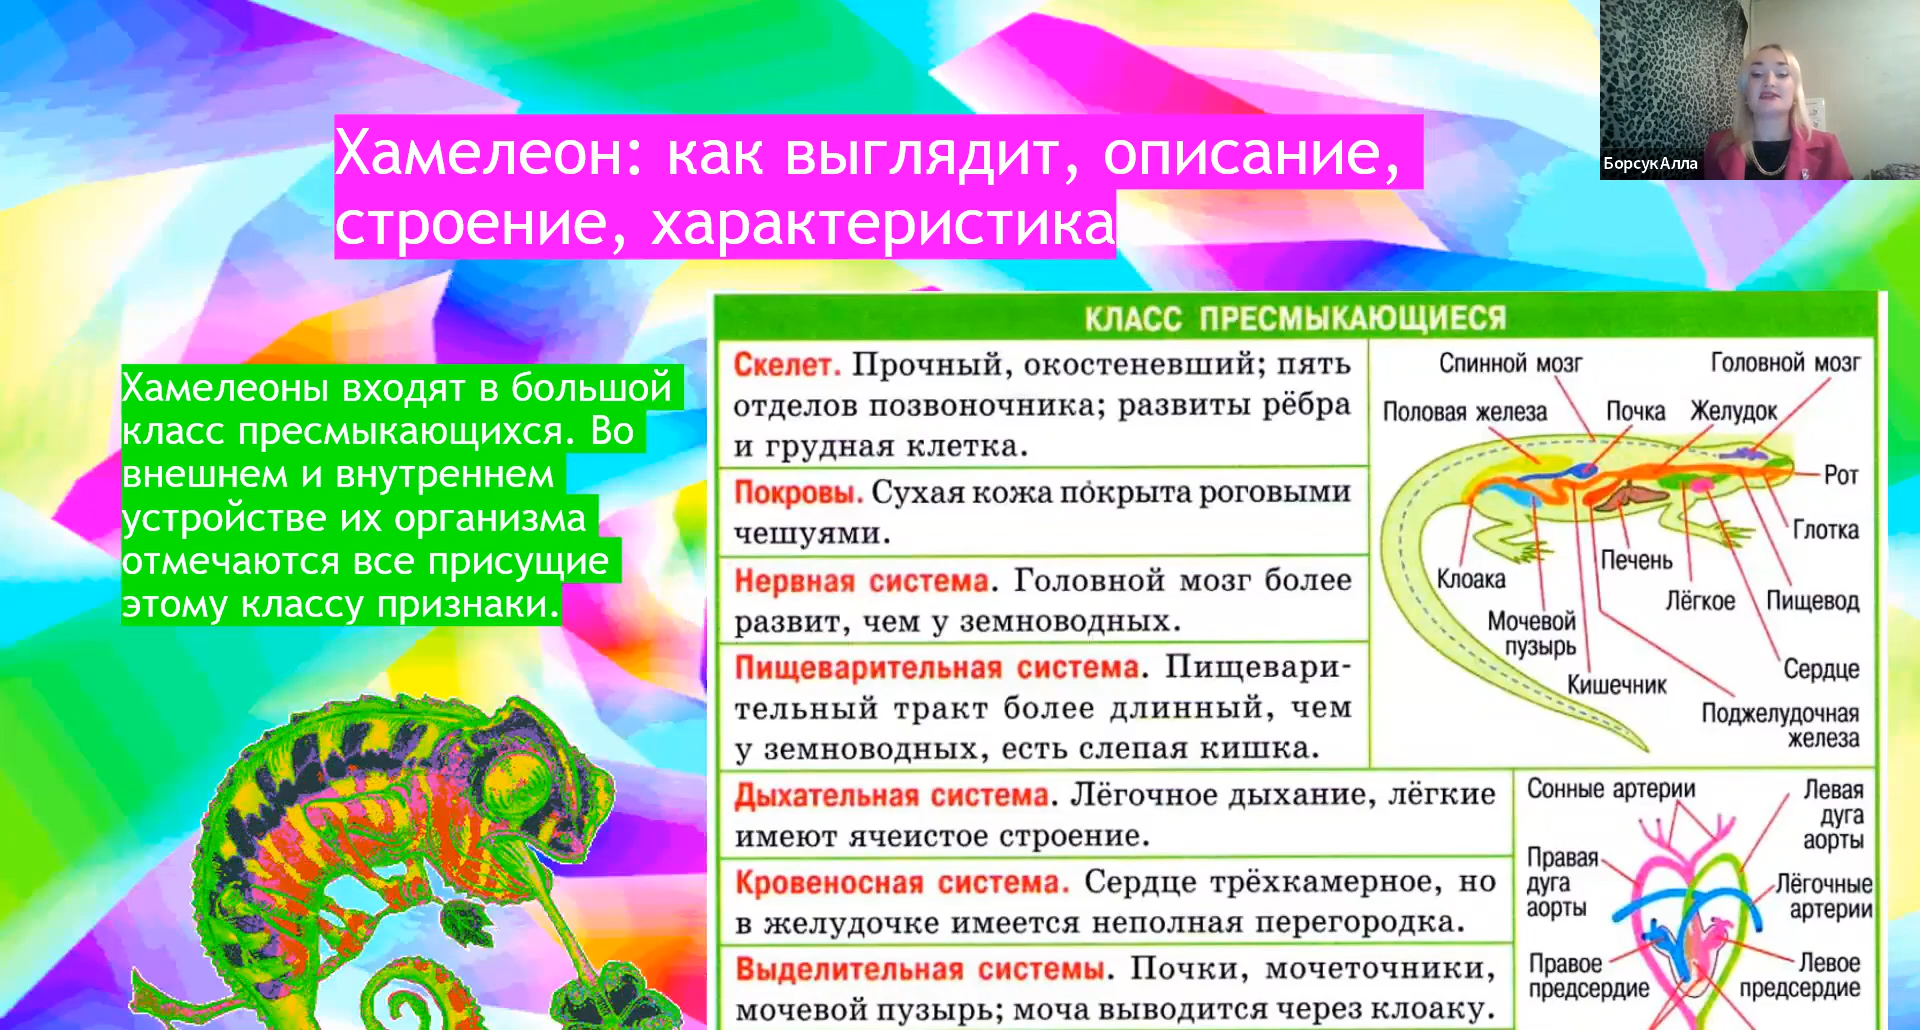 Хамелеон: как выглядит, описание,
строение, характеристика
БорсукАлла
Хамелеоны входят в большой
класс пресмыкающихся. Во
внешнем и внутреннем
устройстве их организма
отмечаются все присущие
этому классу признаки.
КЛАСС ПРЕСМЫКАЮЩИЕСЯ
Скелет. Прочный, окостеневший; пять
отделов позвоночника; развиты рёбра
и грудная клетка.
Покровы. Сухая кожа покрыта роговыми
чешуями.
Нервная система. Головной мозг более
развит, чем у земноводных.
Пищеварительная система. Пищевари-
тельный тракт более длинный, чем
у земноводных, есть слепая кишка.
Дыхательная система. Лёгочное дыхание, лёгкие
имеют ячеистое строение.
Кровеносная система. Сердце трёхкамерное, но
в желудочке имеется неполная перегородка.
Выделительная системы. Почки, мочеточники,
мочевой пузырь; моча выводится через клоаку.
Спинной мозг
Головной мозг
Половая железа
Почка
Желудок
Рот
Глотка
Печень
Клоака
Лёгкое
Пищевод
Мочевой
пузырь
Сердце
Кишечник
Поджелудочная
железа
Сонные артерии
Левая
дуга
аорты
Правая
дуга
аорты
Лёгочные
артерии
Правое
предсердие
Левое
предсердие